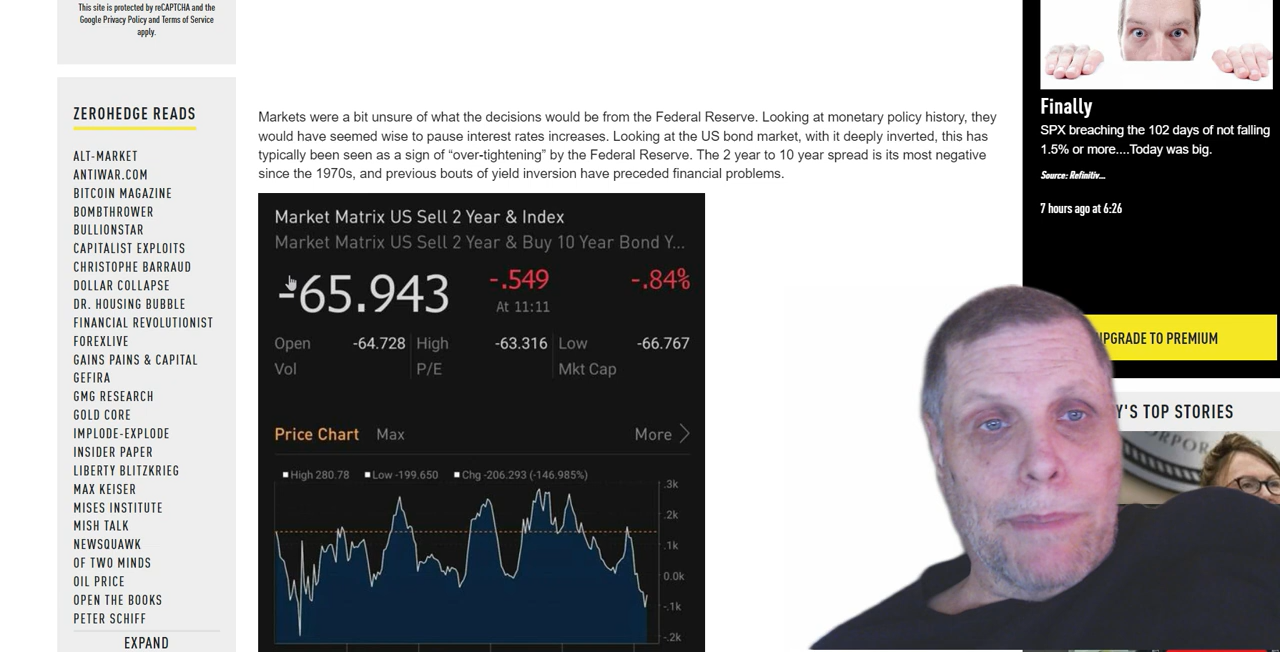 This site is protected by reCAPTCHA and the
Google Privacy Policy and Terms of Service
apply.
ZEROHEDGE READS
ALT-MARKET
ANTIWAR.COM
BITCOIN MAGAZINE
BOMBTHROWER
BULLIONSTAR
CAPITALIST EXPLOITS
CHRISTOPHE BARRAUD
DOLLAR COLLAPSE
DR. HOUSING BUBBLE
FINANCIAL REVOLUTIONIST
FOREXLIVE
GAINS PAINS & CAPITAL
GEFIRA
GMG RESEARCH
GOLD CORE
IMPLODE-EXPLODE
INSIDER PAPER
LIBERTY BLITZKRIEG
MAX KEISER
MISES INSTITUTE
MISH TALK
NEWSQUAWK
OF TWO MINDS
OIL PRICE
OPEN THE BOOKS
PETER SCHIFF
EXPAND
Markets were a bit unsure of what the decisions would be from the Federal Reserve. Looking at monetary policy history, they
would have seemed wise to pause interest rates increases. Looking at the US bond market, with it deeply inverted, this has
typically been seen as a sign of “over-tightening” by the Federal Reserve. The 2 year to 10 year spread is its most negative
since the 1970s, and previous bouts of yield inversion have preceded financial problems.
Market Matrix US Sell 2 Year & Index
Market Matrix US Sell 2 Year & Buy 10 Year Bond Y...
-65.943 -.549 -.84%
At 11:11
Open -64.728 High -63.316 Low -66.767
Vol P/E Mkt Cap
Price Chart Max More
High 280.78 Low -199.650 Chg -206.293 (-146.985%)
.3k
.2k
.1k
0.0k
-.1k
-.2k
Finally
SPX breaching the 102 days of not falling
1.5% or more....Today was big.
Source: Refinitiv...
7 hours ago at 6:26
UPGRADE TO PREMIUM
Y'S TOP STORIES